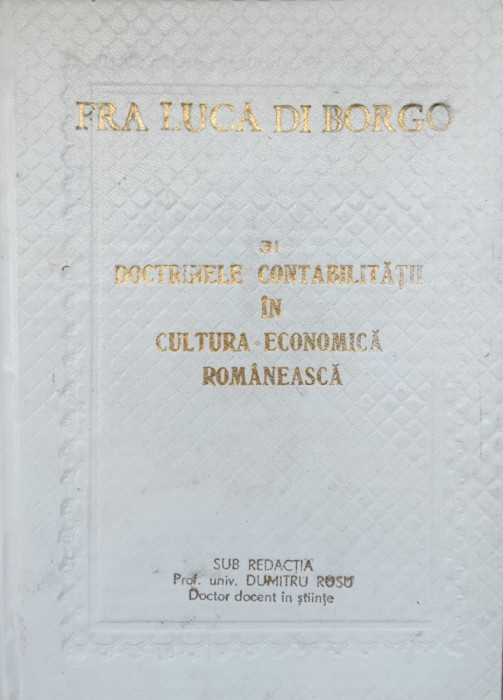 FRA LUCA DI BORGO
ȘI
DOCTRINELE CONTABILITĂȚII
ÎN
CULTURA ECONOMICĂ
ROMÂNEASCĂ
SUB REDACȚIA
Prof. univ. DUMITRU RUSU
Doctor docent în științe